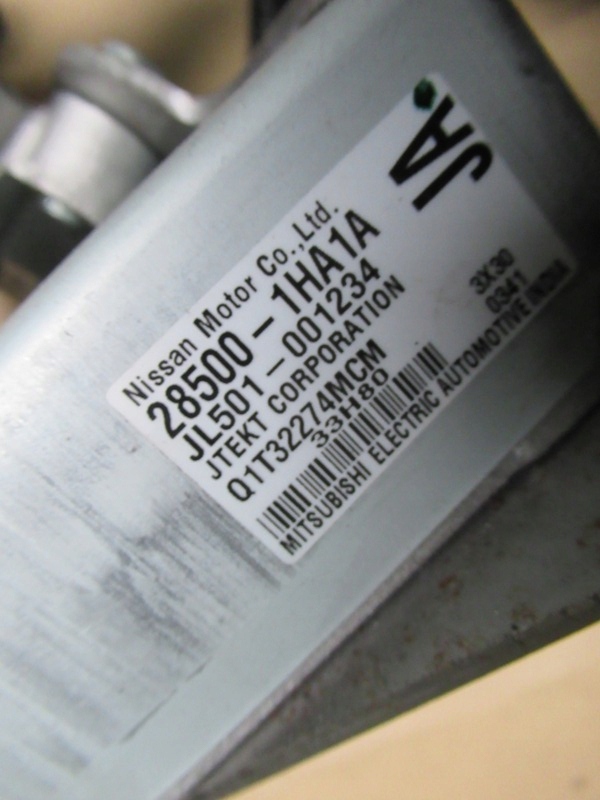 Nissan Motor Co.,Ltd.
28500-1HA1A
JL501-001234
JTEKT CORPORATION
Q1T32274MCM
33H80
MITSUBISHI ELECTRIC AUTOMOTIVE INDIA
JA
3X30
0341